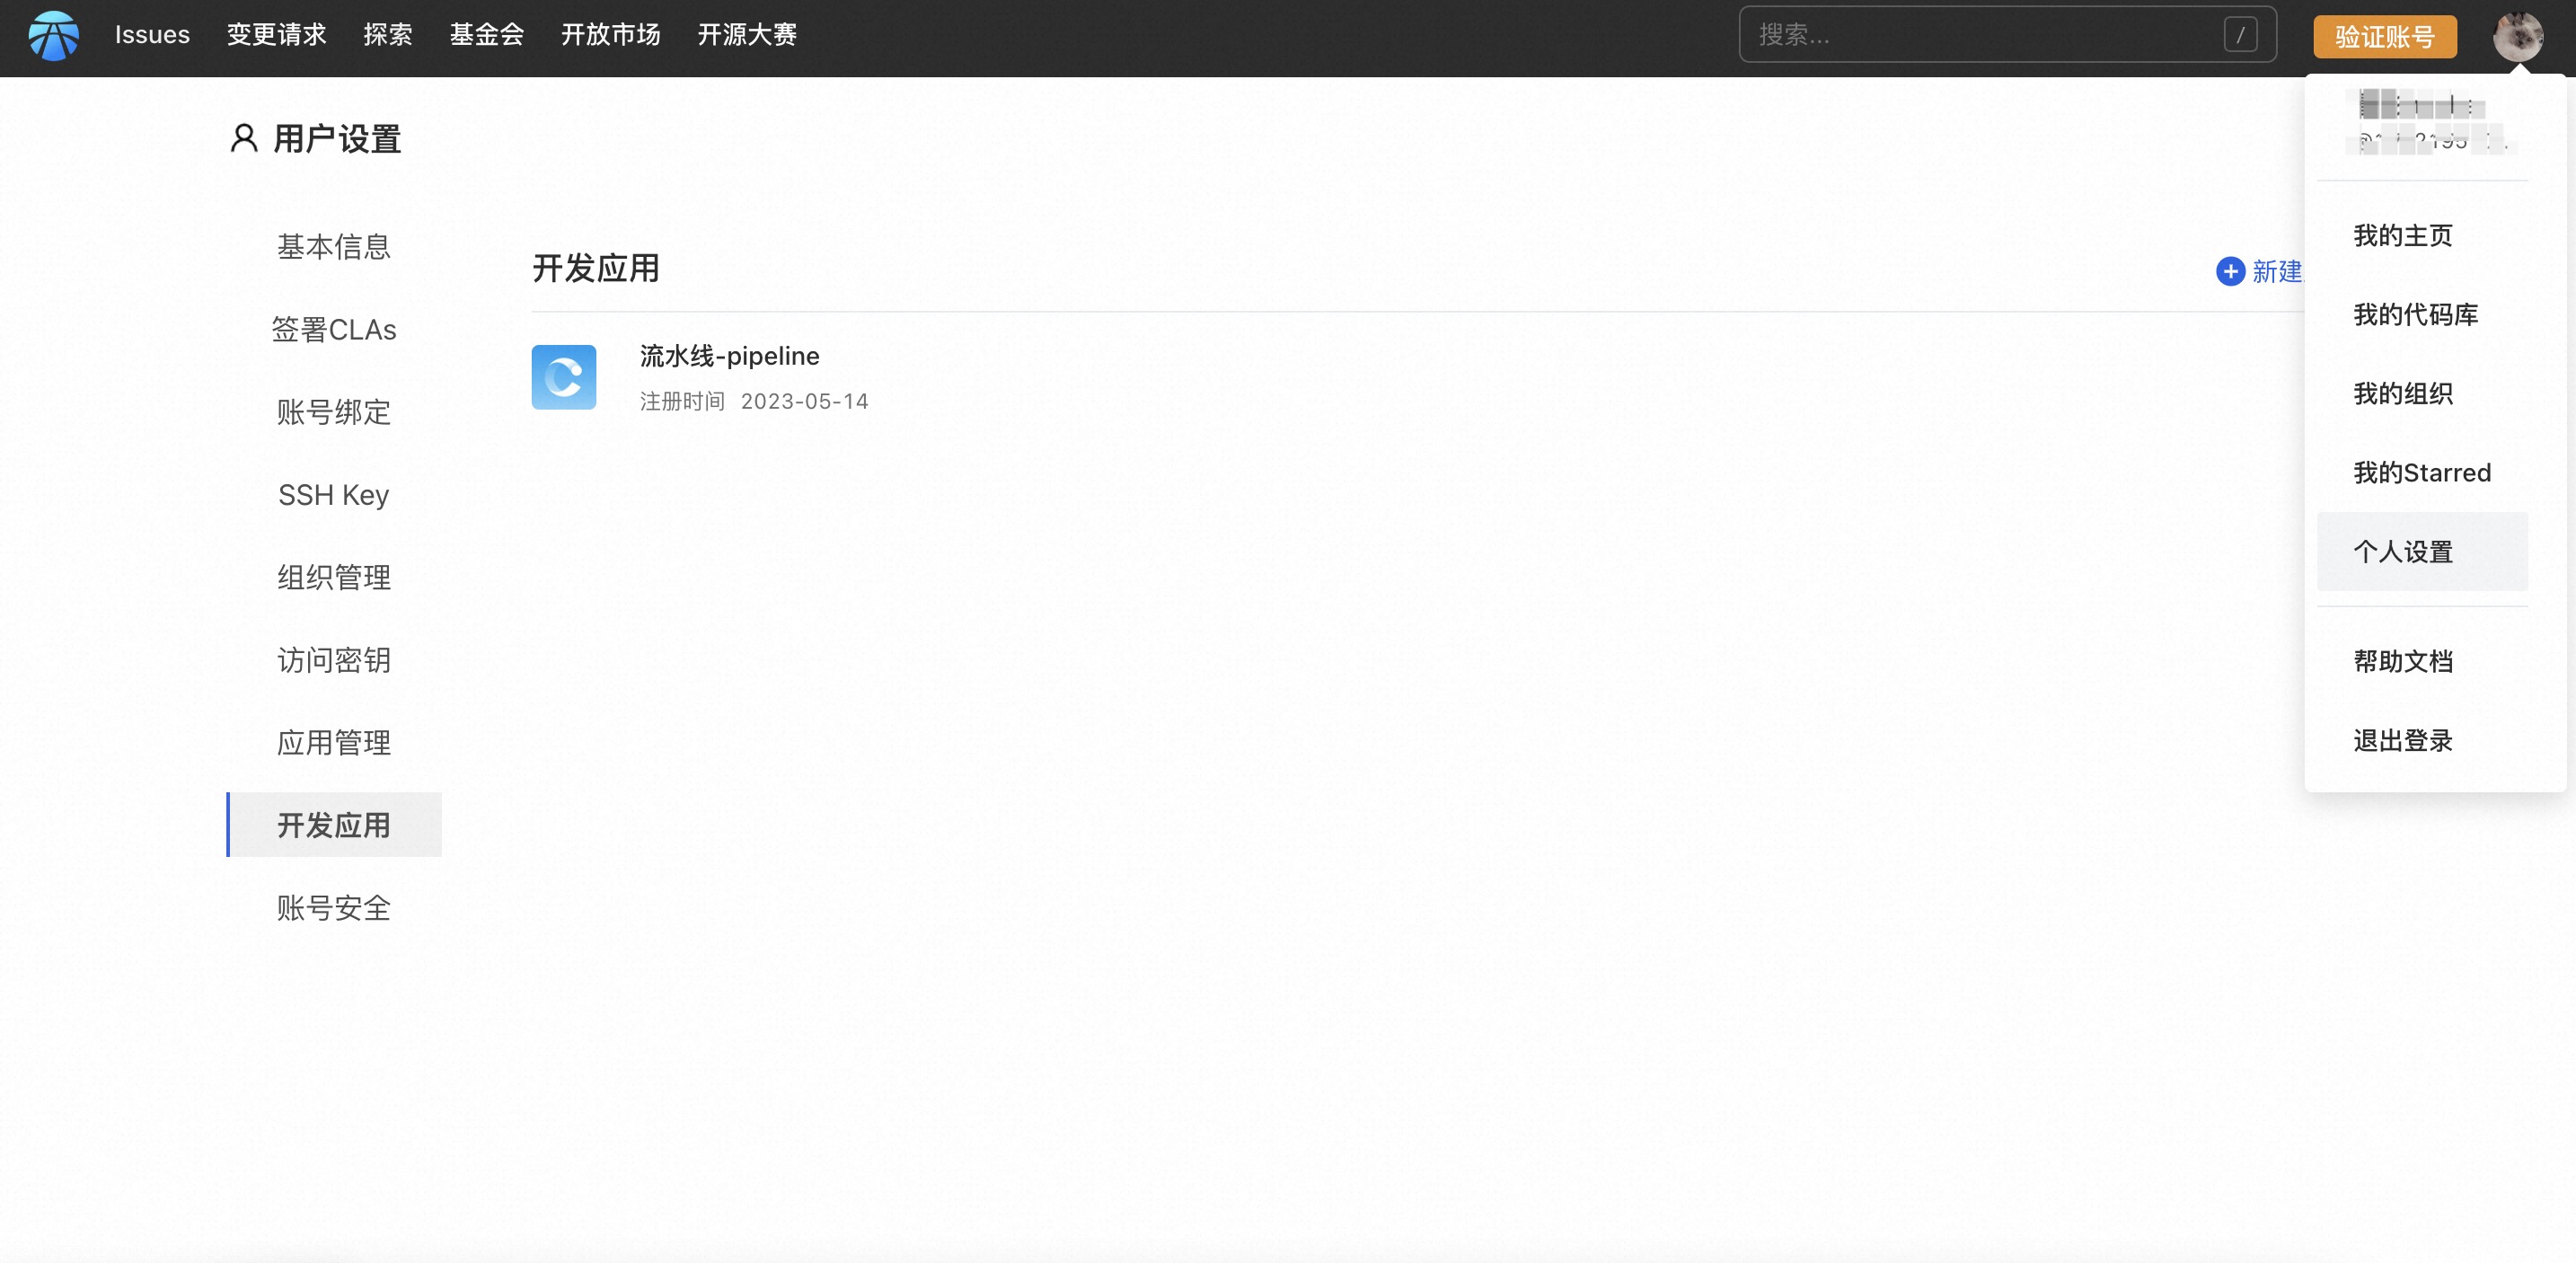 Issues 变更请求 探索 基金会 开放市场 开源大赛 搜索... / 验证账号
用户设置
基本信息
签署CLAs
账号绑定
SSH Key
组织管理
访问密钥
应用管理
开发应用
账号安全
开发应用
新建
流水线-pipeline
注册时间 2023-05-14
我的主页
我的代码库
我的组织
我的Starred
个人设置
帮助文档
退出登录